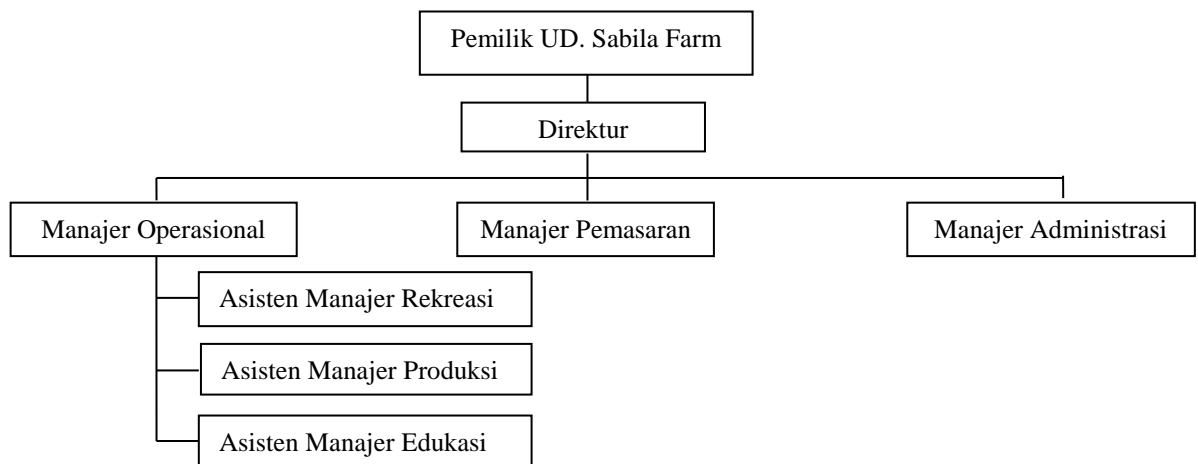 Pemilik UD. Sabila Farm
Direktur
Manajer Operasional
Manajer Pemasaran
Manajer Administrasi
Asisten Manajer Rekreasi
Asisten Manajer Produksi
Asisten Manajer Edukasi